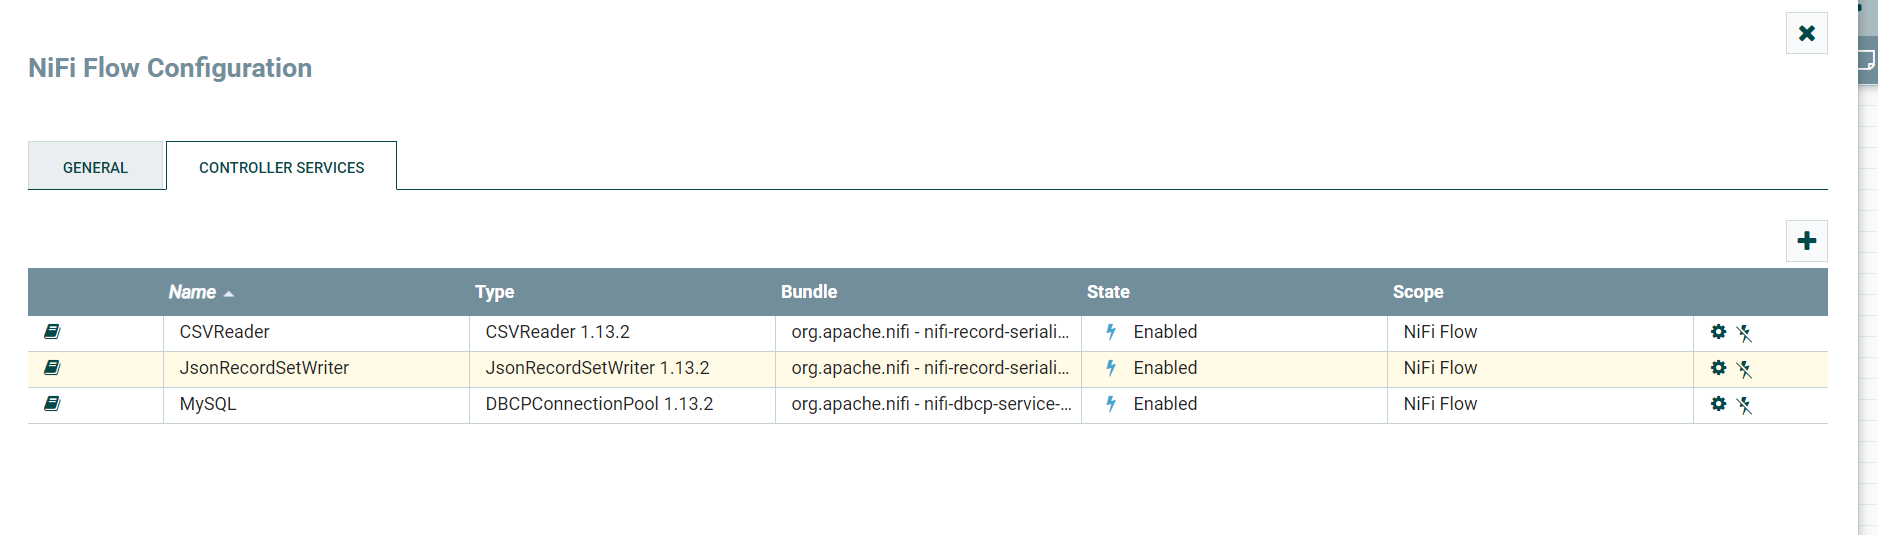 NiFi Flow Configuration
GENERAL CONTROLLER SERVICES
Name Type Bundle State Scope
CSVReader CSVReader 1.13.2 org.apache.nifi - nifi-record-seriali... Enabled NiFi Flow
JsonRecordSetWriter JsonRecordSetWriter 1.13.2 org.apache.nifi - nifi-record-seriali... Enabled NiFi Flow
MySQL DBCPConnectionPool 1.13.2 org.apache.nifi - nifi-dbcp-service-... Enabled NiFi Flow